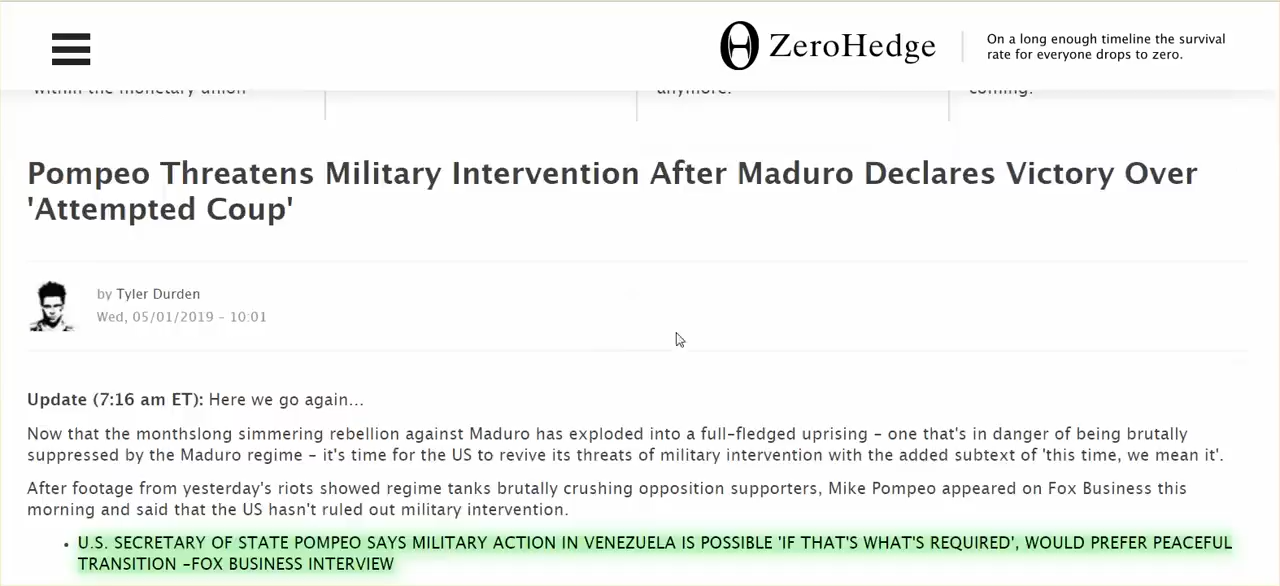 ZeroHedge
On a long enough timeline the survival
rate for everyone drops to zero.
within the monetary union
anymore.
coming.
Pompeo Threatens Military Intervention After Maduro Declares Victory Over
'Attempted Coup'
by Tyler Durden
Wed, 05/01/2019 - 10:01
Update (7:16 am ET): Here we go again...
Now that the monthslong simmering rebellion against Maduro has exploded into a full-fledged uprising - one that's in danger of being brutally
suppressed by the Maduro regime - it's time for the US to revive its threats of military intervention with the added subtext of 'this time, we mean it'.
After footage from yesterday's riots showed regime tanks brutally crushing opposition supporters, Mike Pompeo appeared on Fox Business this
morning and said that the US hasn't ruled out military intervention.
• U.S. SECRETARY OF STATE POMPEO SAYS MILITARY ACTION IN VENEZUELA IS POSSIBLE 'IF THAT'S WHAT'S REQUIRED', WOULD PREFER PEACEFUL
TRANSITION -FOX BUSINESS INTERVIEW